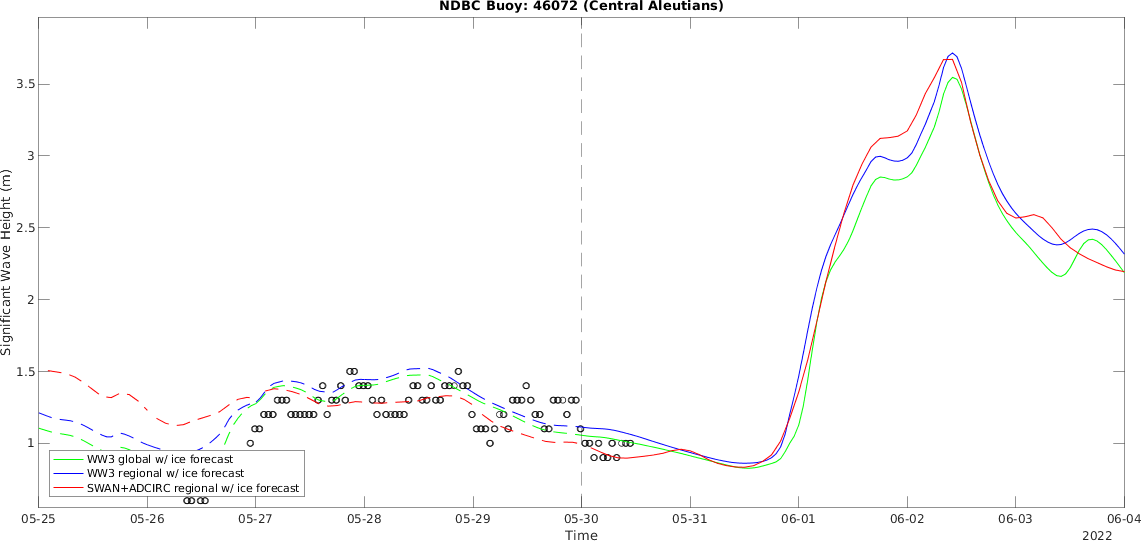 NDBC Buoy: 46072 (Central Aleutians)
Significant Wave Height (m)
3.5
3
2.5
2
1.5
1
WW3 global w/ ice forecast
WW3 regional w/ ice forecast
SWAN+ADCIRC regional w/ ice forecast
05-25 05-26 05-27 05-28 05-29 05-30 05-31 06-01 06-02 06-03 06-04
Time
2022